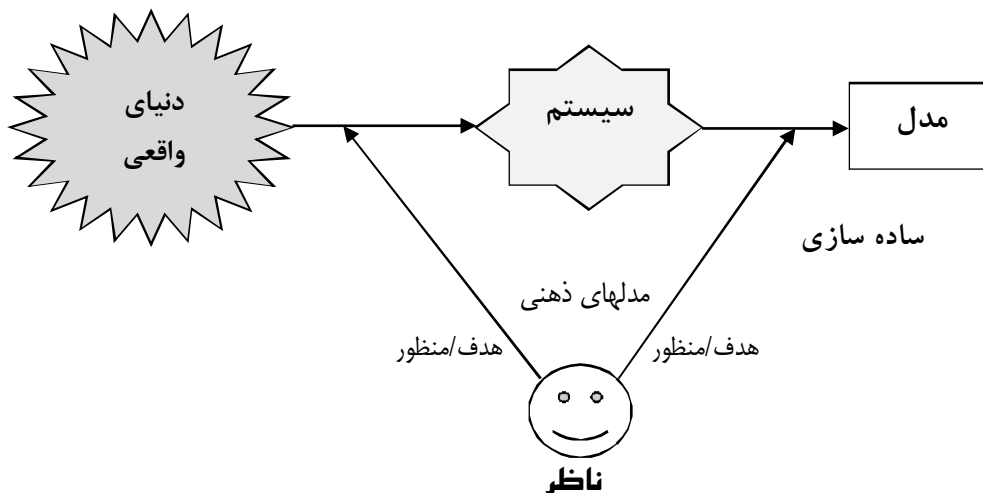 دنیای
واقعی
سیستم
مدل
ساده سازی
مدلهای ذهنی
هدف/منظور
هدف/منظور
ناظر